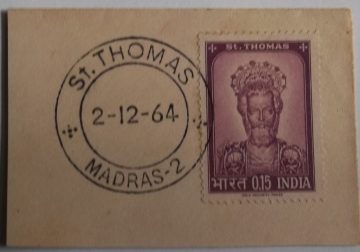 St. THOMAS
2-12-64
MADRAS-2
St. THOMAS
भारत 0.15 INDIA